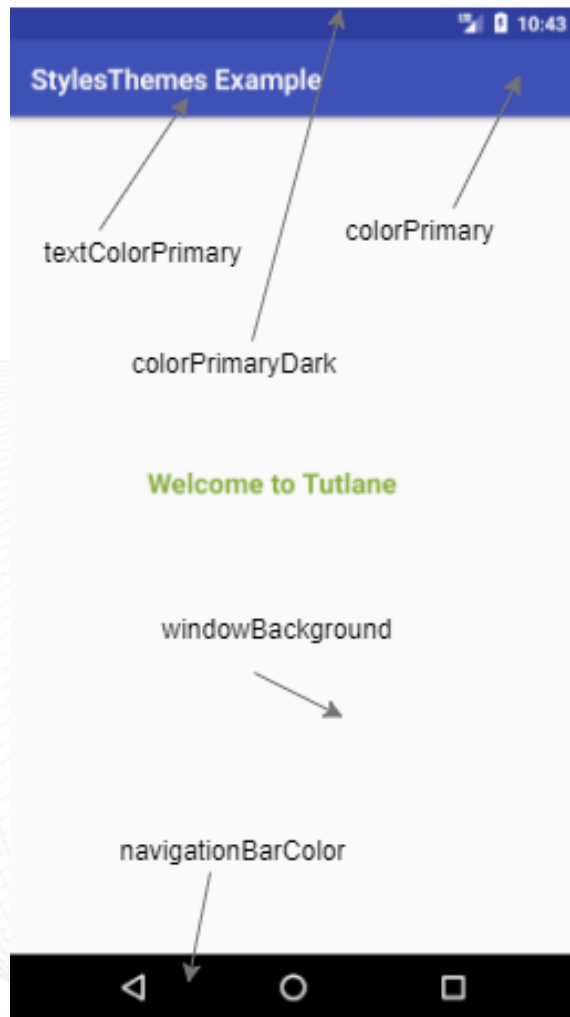 10:43
StylesThemes Example
colorPrimary
textColorPrimary
colorPrimaryDark
Welcome to Tutlane
windowBackground
navigationBarColor